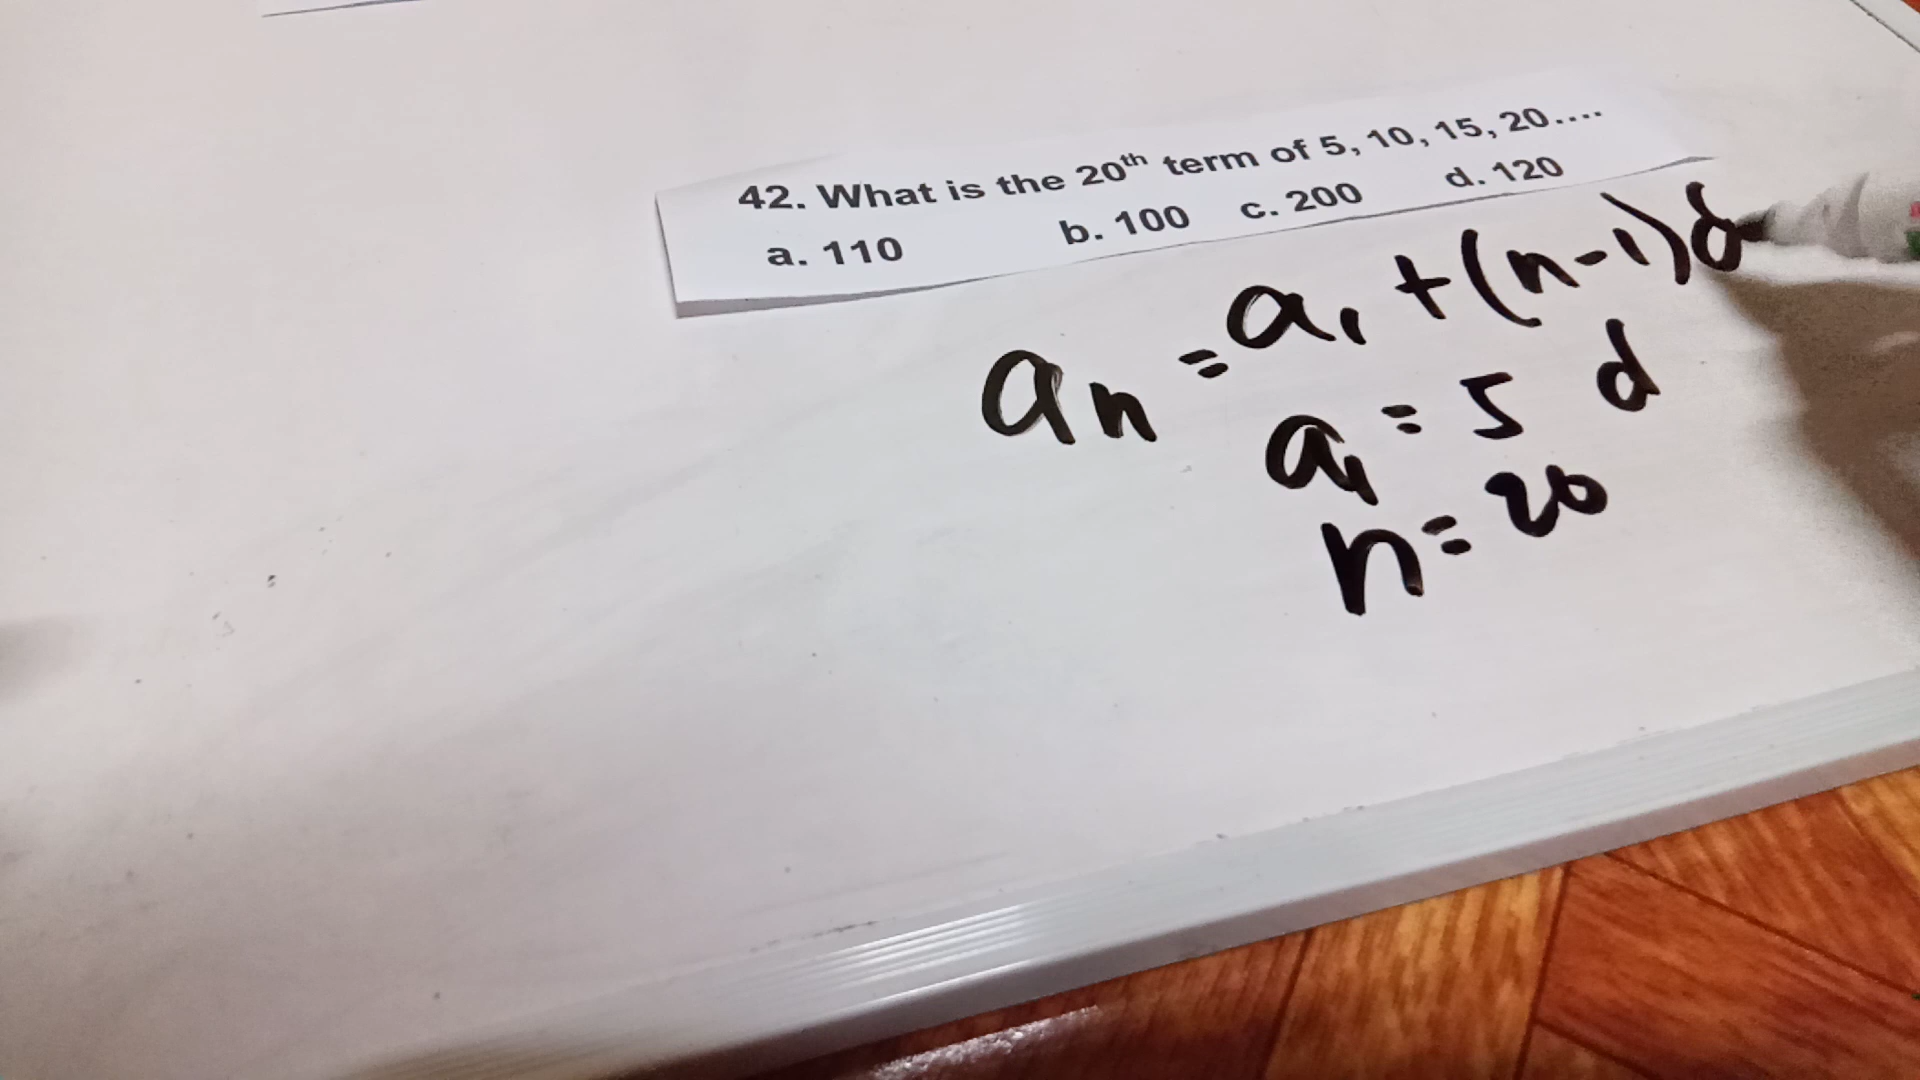 42. What is the 20th term of 5, 10, 15, 20....
a. 110 b. 100 c. 200 d. 120
an = a1 + (n-1)d
a1 = 5 d
n = 20